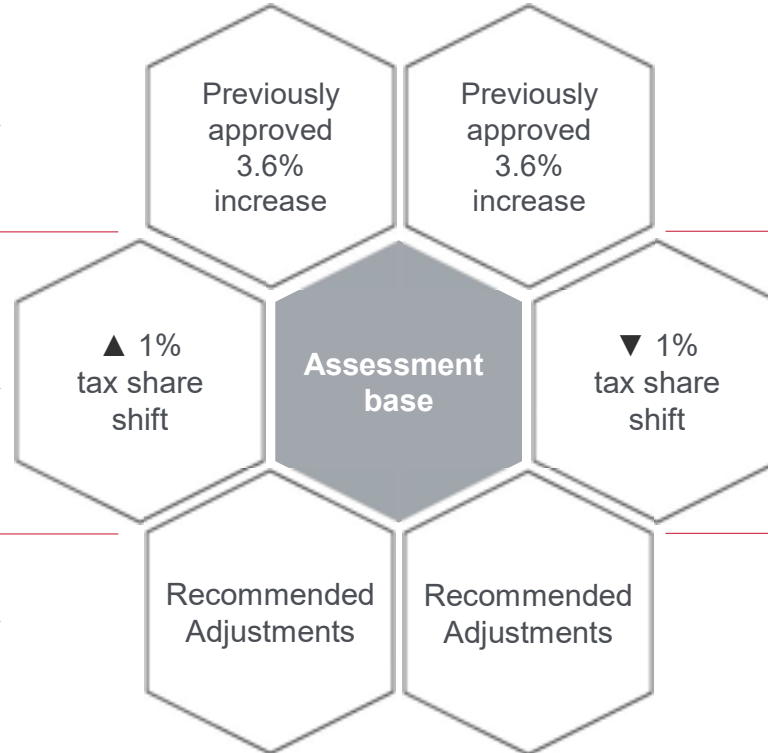 Previously
approved
3.6%
increase
Previously
approved
3.6%
increase
▲ 1%
tax share
shift
Assessment
base
▼ 1%
tax share
shift
Recommended
Adjustments
Recommended
Adjustments